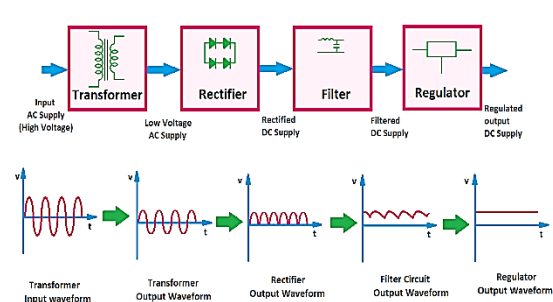 Transformer
Rectifier
Filter
Regulator
Input
AC Supply
(High Voltage)
Low Voltage
AC Supply
Rectified
DC Supply
Filtered
DC Supply
Regulated
output
DC Supply
v
t
v
t
v
t
v
t
v
t
Transformer
Input waveform
Transformer
Output Waveform
Rectifier
Output Waveform
Filter Circuit
Output Waveform
Regulator
Output Waveform